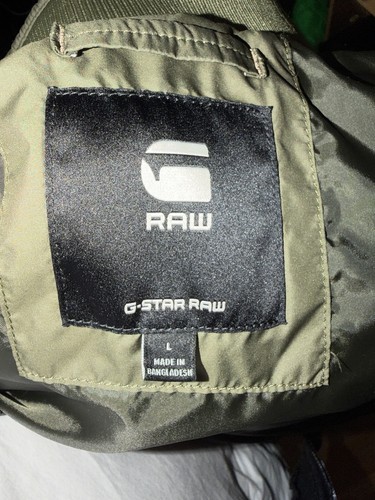 G
RAW
G-STAR RAW
L
MADE IN
BANGLADESH